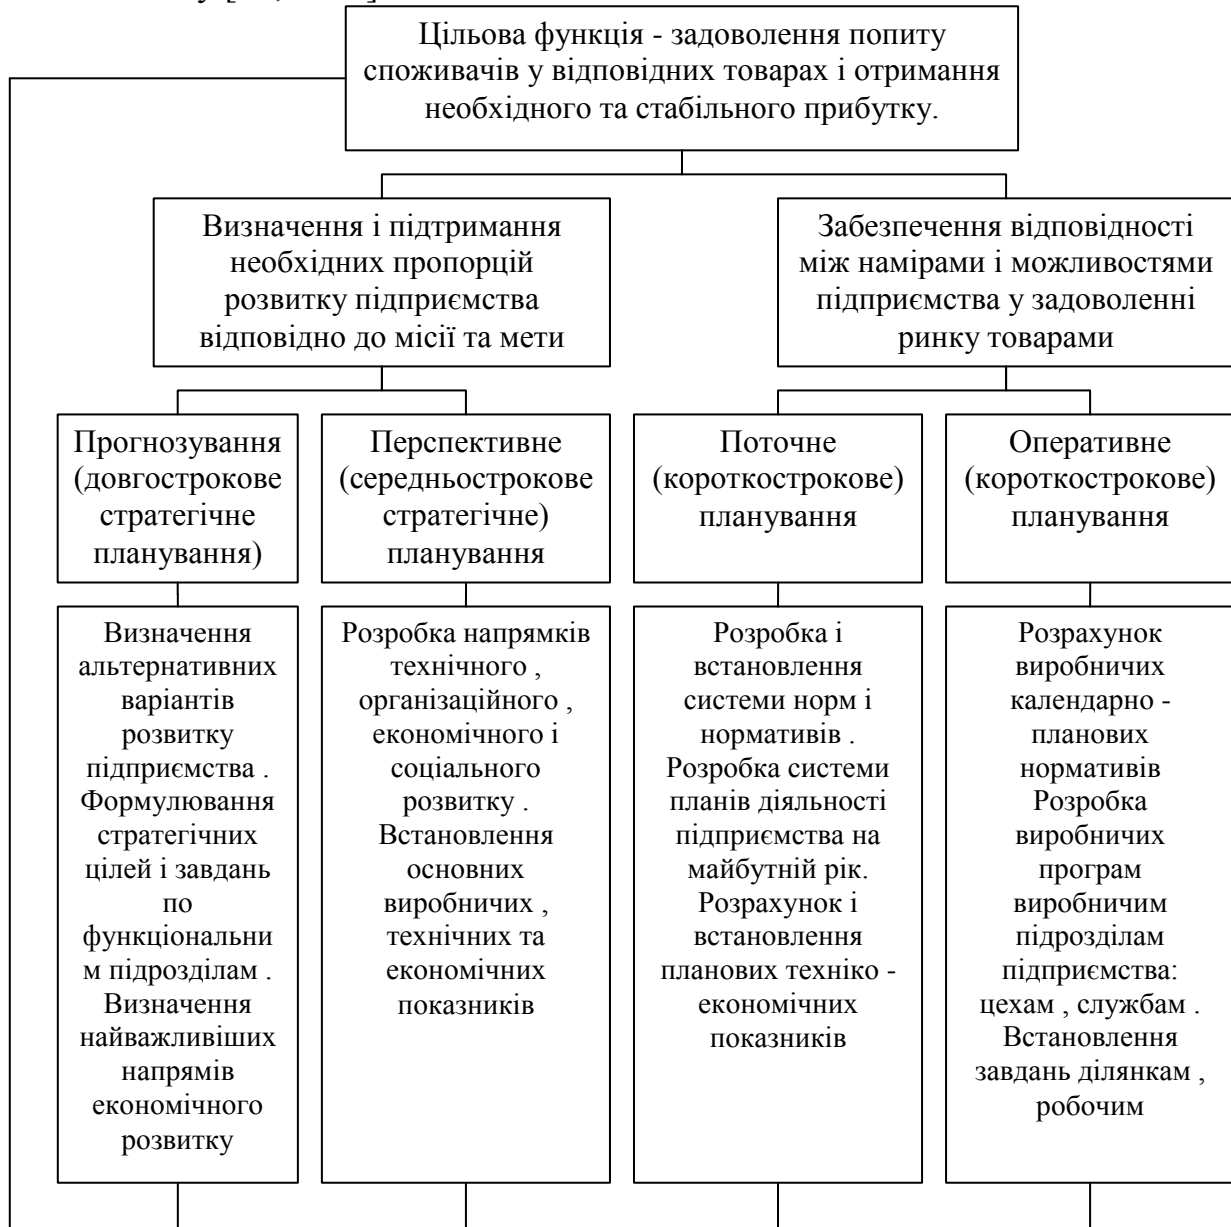 Цільова функція - задоволення попиту
споживачів у відповідних товарах і отримання
необхідного та стабільного прибутку.
Визначення і підтримання
необхідних пропорцій
розвитку підприємства
відповідно до місії та мети
Забезпечення відповідності
між намірами і можливостями
підприємства у задоволенні
ринку товарами
Прогнозування
(довгострокове
стратегічне
планування)
Перспективне
(середньострокове
стратегічне)
планування
Поточне
(короткострокове)
планування
Оперативне
(короткострокове)
планування
Визначення
альтернативних
варіантів
розвитку
підприємства .
Формулювання
стратегічних
цілей і завдань
по
функціональни
м підрозділам .
Визначення
найважливіших
напрямів
економічного
розвитку
Розробка напрямків
технічного ,
організаційного ,
економічного і
соціального
розвитку .
Встановлення
основних
виробничих ,
технічних та
економічних
показників
Розробка і
встановлення
системи норм і
нормативів .
Розробка системи
планів діяльності
підприємства на
майбутній рік.
Розрахунок і
встановлення
планових техніко -
економічних
показників
Розрахунок
виробничих
календарно -
планових
нормативів
Розробка
виробничих
програм
виробничим
підрозділам
підприємства:
цехам , службам .
Встановлення
завдань ділянкам ,
робочим